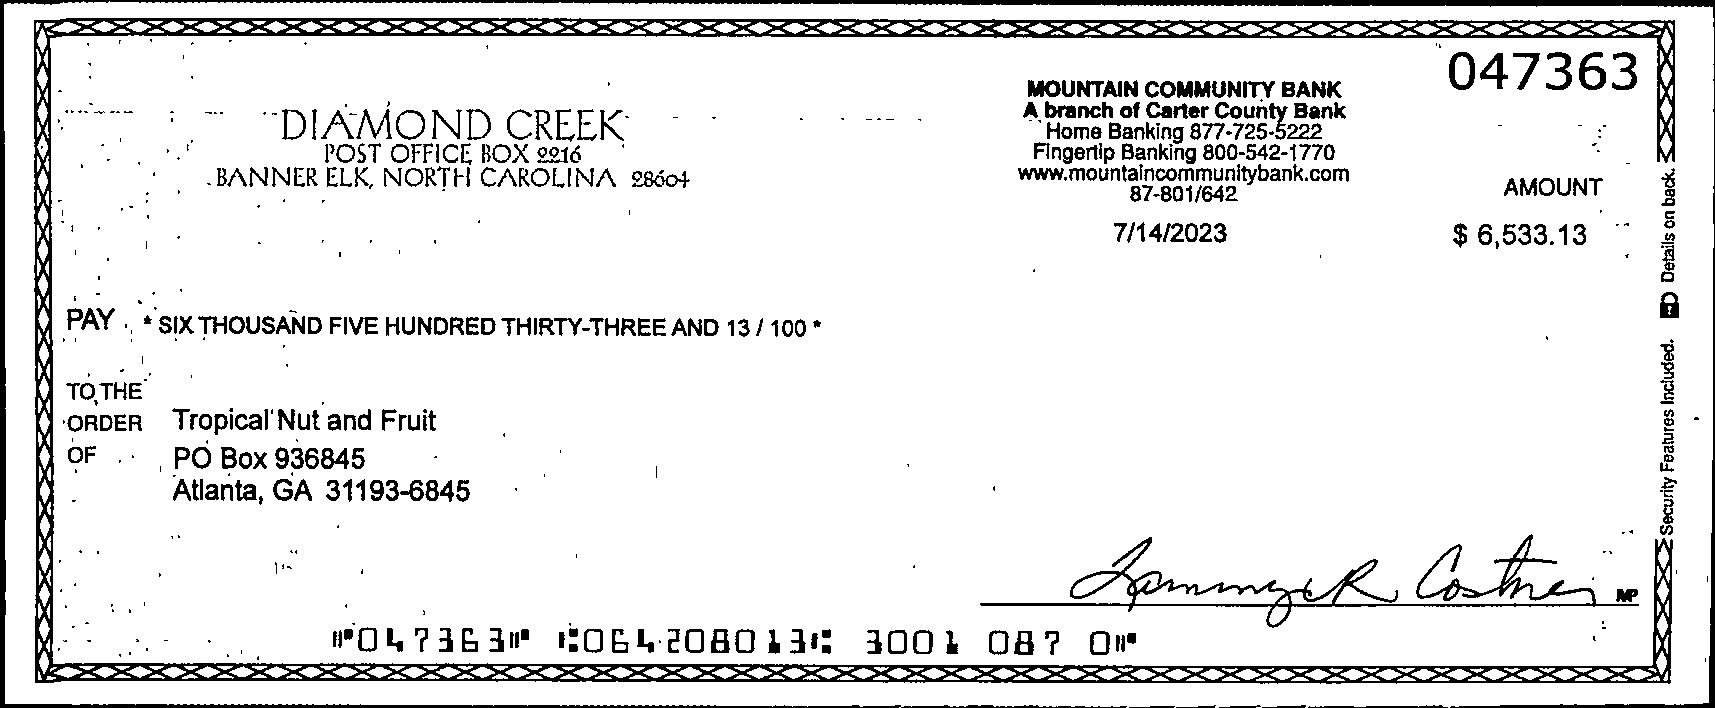 047363
DIAMOND CREEK
POST OFFICE BOX 2216
BANNER ELK, NORTH CAROLINA 28604
MOUNTAIN COMMUNITY BANK
A branch of Carter County Bank
Home Banking 877-725-5222
Fingertip Banking 800-542-1770
www.mountaincommunitybank.com
87-801/642
7/14/2023
AMOUNT
$ 6,533.13
PAY * SIX THOUSAND FIVE HUNDRED THIRTY-THREE AND 13 / 100 *
TO THE
ORDER
OF
Tropical Nut and Fruit
PO Box 936845
Atlanta, GA 31193-6845
Tammy R Costner
MP
⑈047363⑈ ⑆064208013⑆ 3001 087 0⑈
Security Features Included. Details on back.